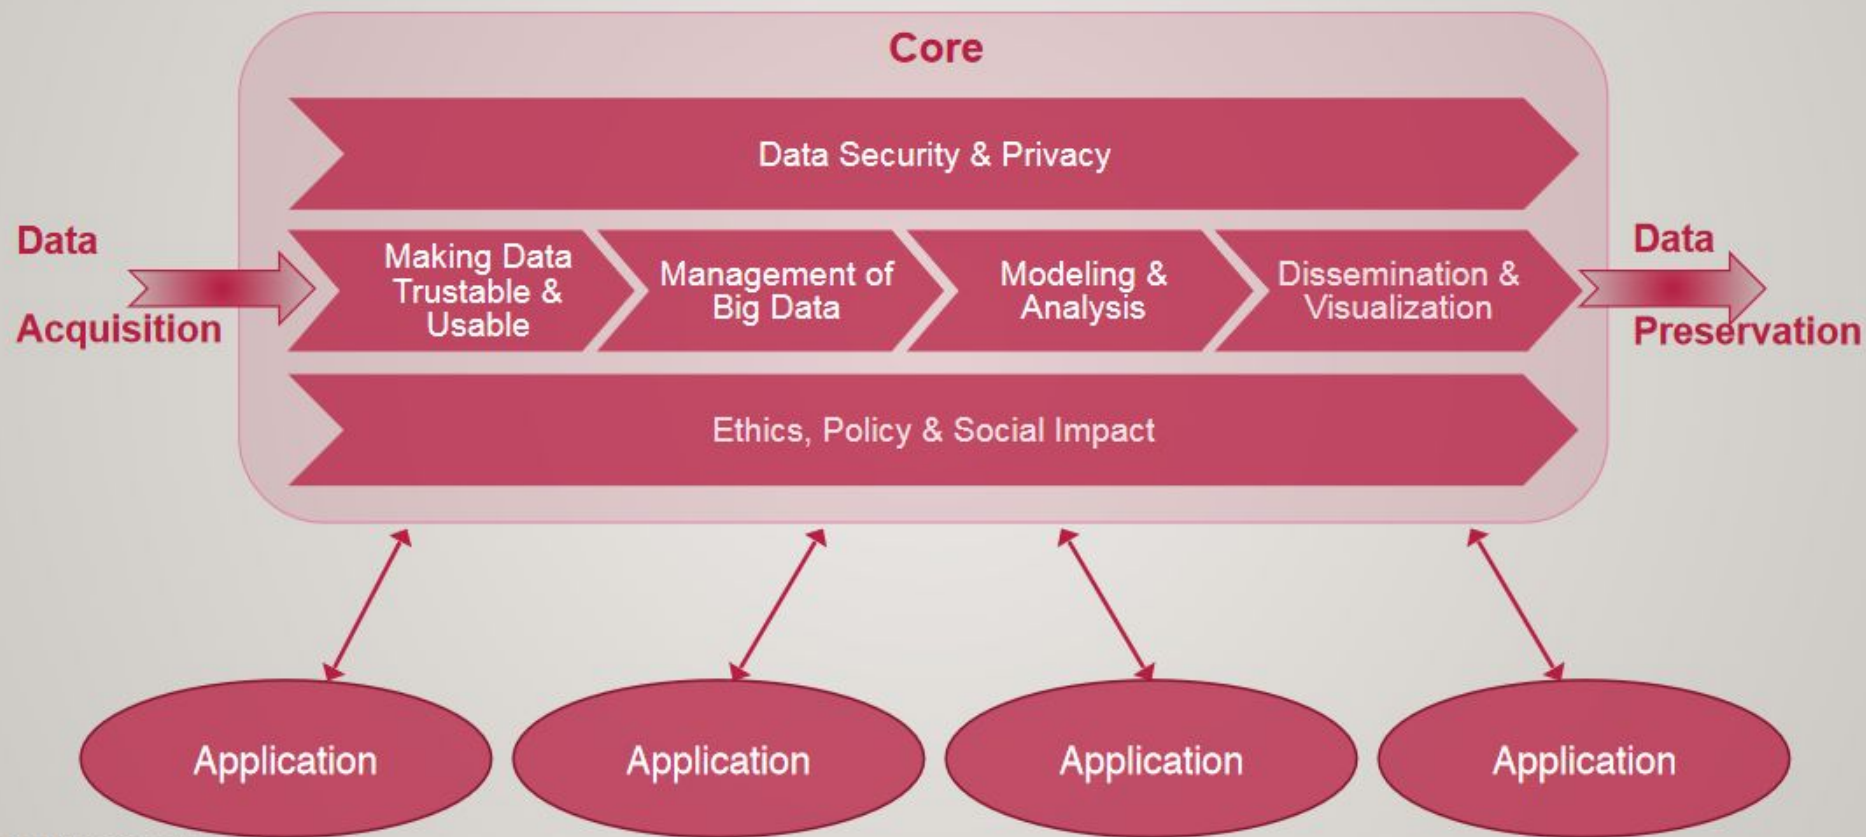 Core
Data Security & Privacy
Data
Acquisition
Making Data
Trustable &
Usable
Management of
Big Data
Modeling &
Analysis
Dissemination &
Visualization
Data
Preservation
Ethics, Policy & Social Impact
Application
Application
Application
Application